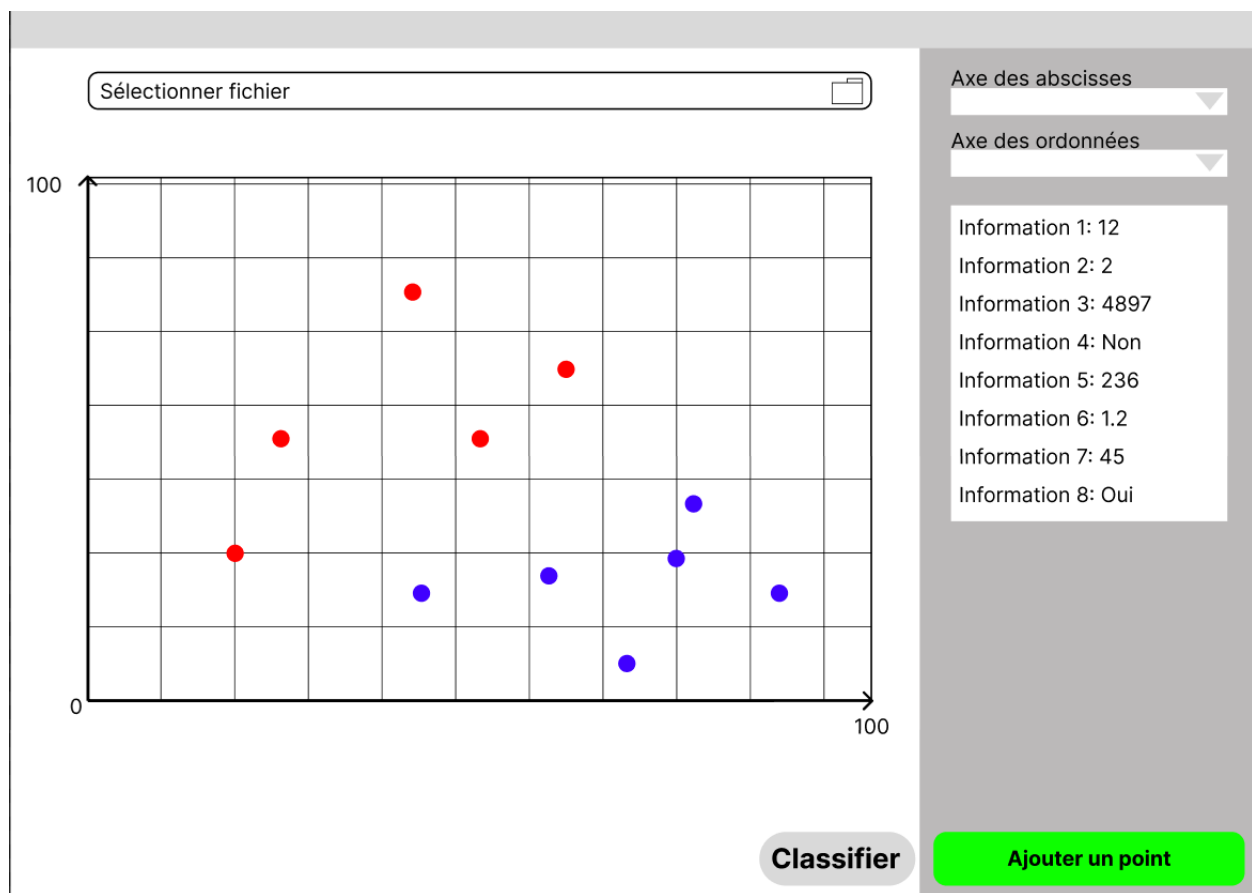 Sélectionner fichier
100
0
100
Classifier
Axe des abscisses
Axe des ordonnées
Information 1: 12
Information 2: 2
Information 3: 4897
Information 4: Non
Information 5: 236
Information 6: 1.2
Information 7: 45
Information 8: Oui
Ajouter un point